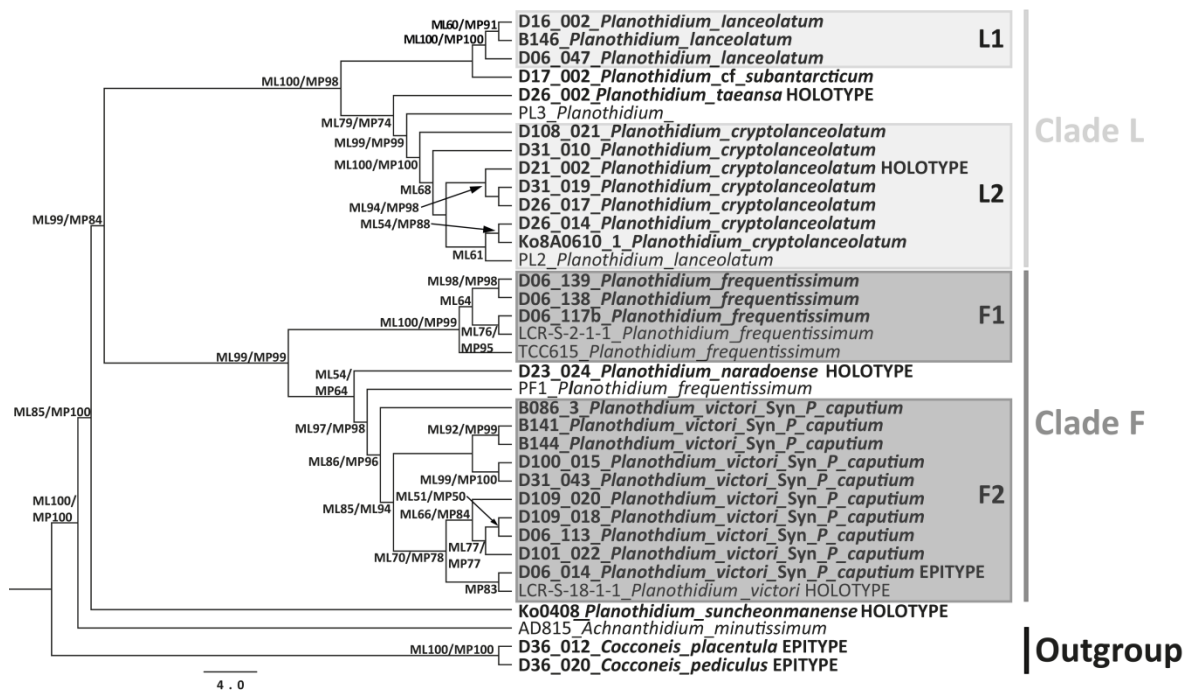 D16_002_Planothidium_lanceolatum
B146_Planothidium_lanceolatum
D06_047_Planothidium_lanceolatum
D17_002_Planothidium_cf_subantarcticum
D26_002_Planothidium_taeansa HOLOTYPE
PL3_Planothidium_
D108_021_Planothidium_cryptolanceolatum
D31_010_Planothidium_cryptolanceolatum
D21_002_Planothidium_cryptolanceolatum HOLOTYPE
D31_019_Planothidium_cryptolanceolatum
D26_017_Planothidium_cryptolanceolatum
D26_014_Planothidium_cryptolanceolatum
Ko8A0610_1_Planothidium_cryptolanceolatum
PL2_Planothidium_lanceolatum
D06_139_Planothidium_frequentissimum
D06_138_Planothidium_frequentissimum
D06_117b_Planothidium_frequentissimum
LCR-S-2-1-1_Planothidium_frequentissimum
TCC615_Planothidium_frequentissimum
D23_024_Planothidium_naradoense HOLOTYPE
PF1_Planothidium_frequentissimum
B086_3_Planothdium_victori_Syn_P_caputium
B141_Planothdium_victori_Syn_P_caputium
B144_Planothdium_victori_Syn_P_caputium
D100_015_Planothdium_victori_Syn_P_caputium
D31_043_Planothdium_victori_Syn_P_caputium
D109_020_Planothdium_victori_Syn_P_caputium
D109_018_Planothdium_victori_Syn_P_caputium
D06_113_Planothdium_victori_Syn_P_caputium
D101_022_Planothdium_victori_Syn_P_caputium
D06_014_Planothdium_victori_Syn_P_caputium EPITYPE
LCR-S-18-1-1_Planothidium_victori HOLOTYPE
Ko0408_Planothidium_suncheonmanense HOLOTYPE
AD815_Achnanthidium_minutissimum
D36_012_Cocconeis_placentula EPITYPE
D36_020_Cocconeis_pediculus EPITYPE
L1
L2
F1
F2
Clade L
Clade F
Outgroup
ML60/MP91
ML100/MP100
ML100/MP98
ML79/MP74
ML99/MP99
ML100/MP100
ML68
ML94/MP98
ML54/MP88
ML61
ML99/MP84
ML98/MP98
ML64
ML100/MP99
ML76/
MP95
ML99/MP99
ML54/
MP64
ML97/MP98
ML85/MP100
ML92/MP99
ML86/MP96
ML99/MP100
ML51/MP50
ML85/ML94
ML66/MP84
ML77/
MP77
ML70/MP78
MP83
ML100/
MP100
ML100/MP100
4.0